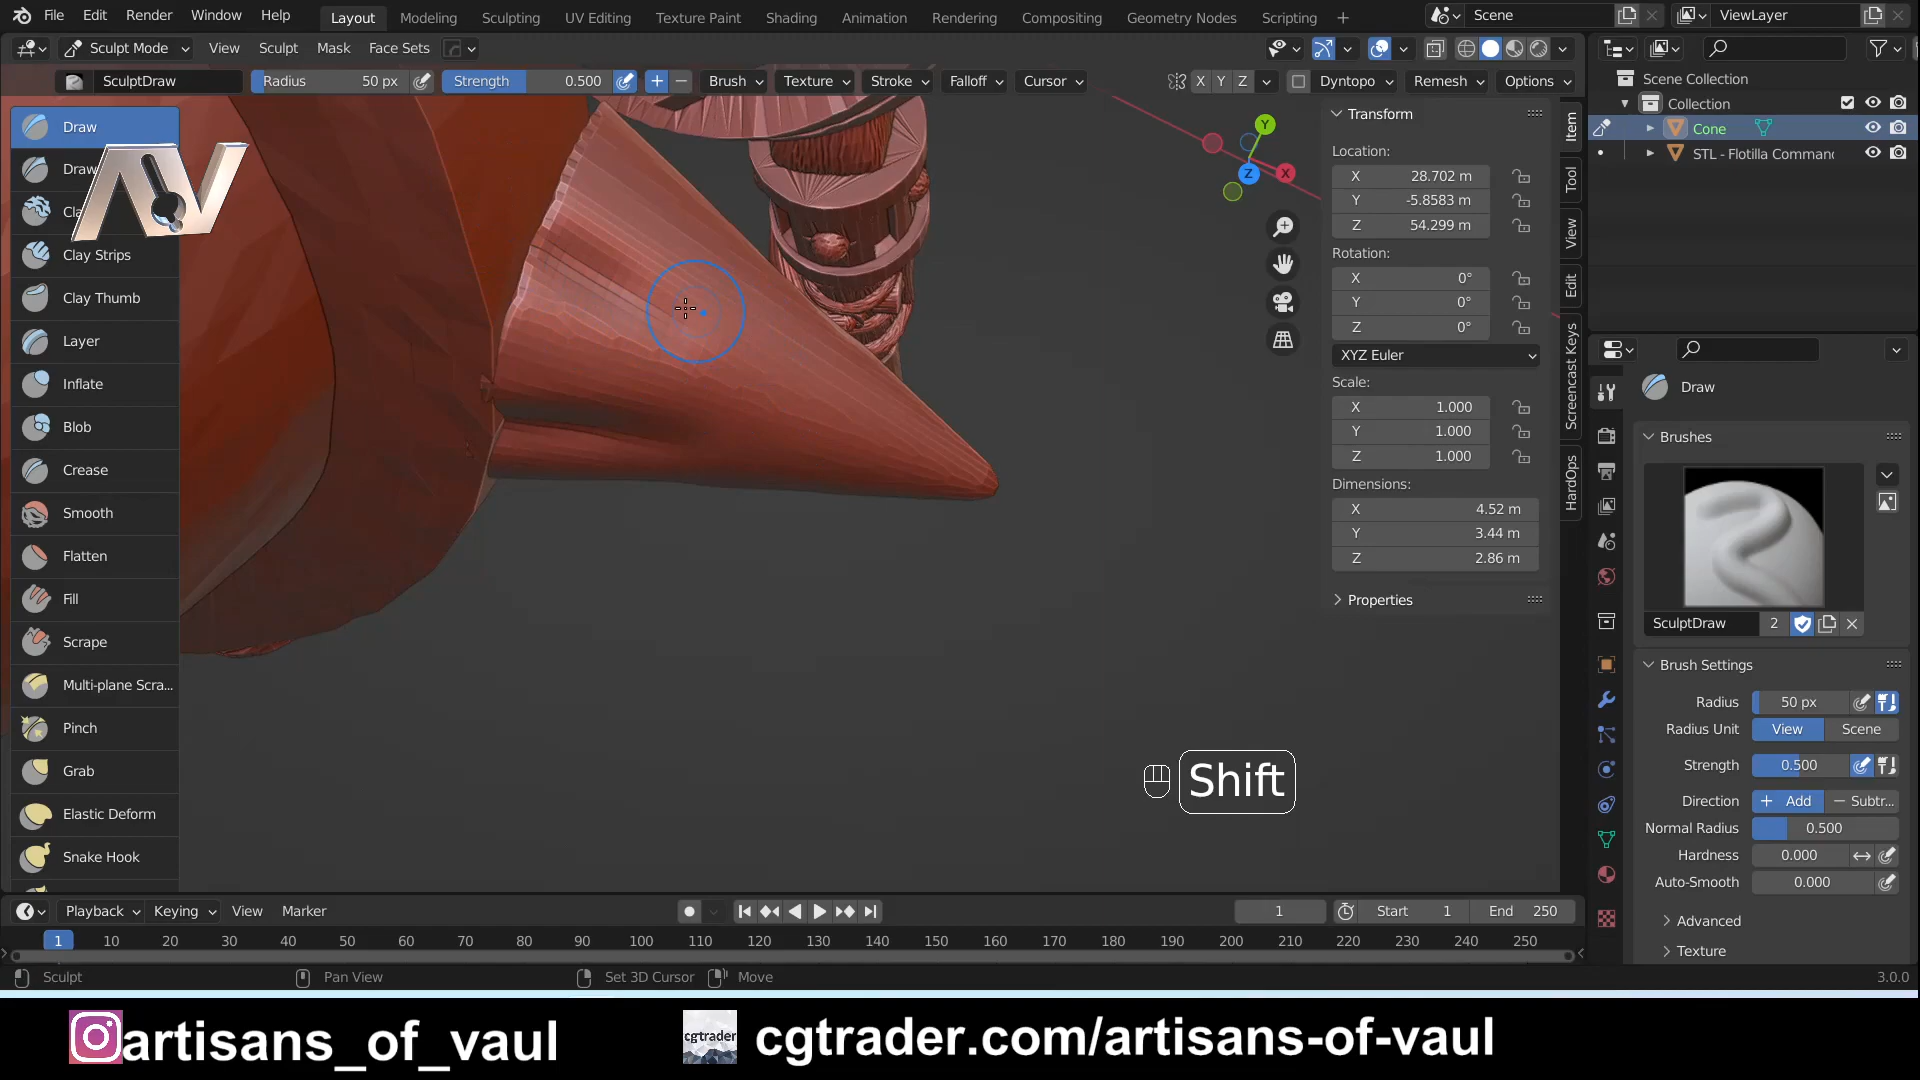 File Edit Render Window Help Layout Modeling Sculpting UV Editing Texture Paint Shading Animation Rendering Compositing Geometry Nodes Scripting Scene ViewLayer
Sculpt Mode View Sculpt Mask Face Sets
SculptDraw Radius 50 px Strength 0.500 Brush Texture Stroke Falloff Cursor X Y Z Dyntopo Remesh Options
Scene Collection
Collection
Cone
STL - Flotilla Command
Draw
Draw
Cla
AV
Clay Strips
Clay Thumb
Layer
Inflate
Blob
Crease
Smooth
Flatten
Fill
Scrape
Multi-plane Scra...
Pinch
Grab
Elastic Deform
Snake Hook
Y
X
Z
Transform
Location:
X 28.702 m
Y -5.8583 m
Z 54.299 m
Rotation:
X 0°
Y 0°
Z 0°
XYZ Euler
Scale:
X 1.000
Y 1.000
Z 1.000
Dimensions:
X 4.52 m
Y 3.44 m
Z 2.86 m
Properties
Item
Tool
View
Edit
Screencast Keys
HardOps
Shift
Draw
Brushes
SculptDraw 2
Brush Settings
Radius 50 px
Radius Unit View Scene
Strength 0.500
Direction + Add − Subtr...
Normal Radius 0.500
Hardness 0.000
Auto-Smooth 0.000
Advanced
Texture
Playback Keying View Marker 1 Start 1 End 250
1 10 20 30 40 50 60 70 80 90 100 110 120 130 140 150 160 170 180 190 200 210 220 230 240 250
Sculpt Pan View Set 3D Cursor Move 3.0.0
artisans_of_vaul cgtrader cgtrader.com/artisans-of-vaul